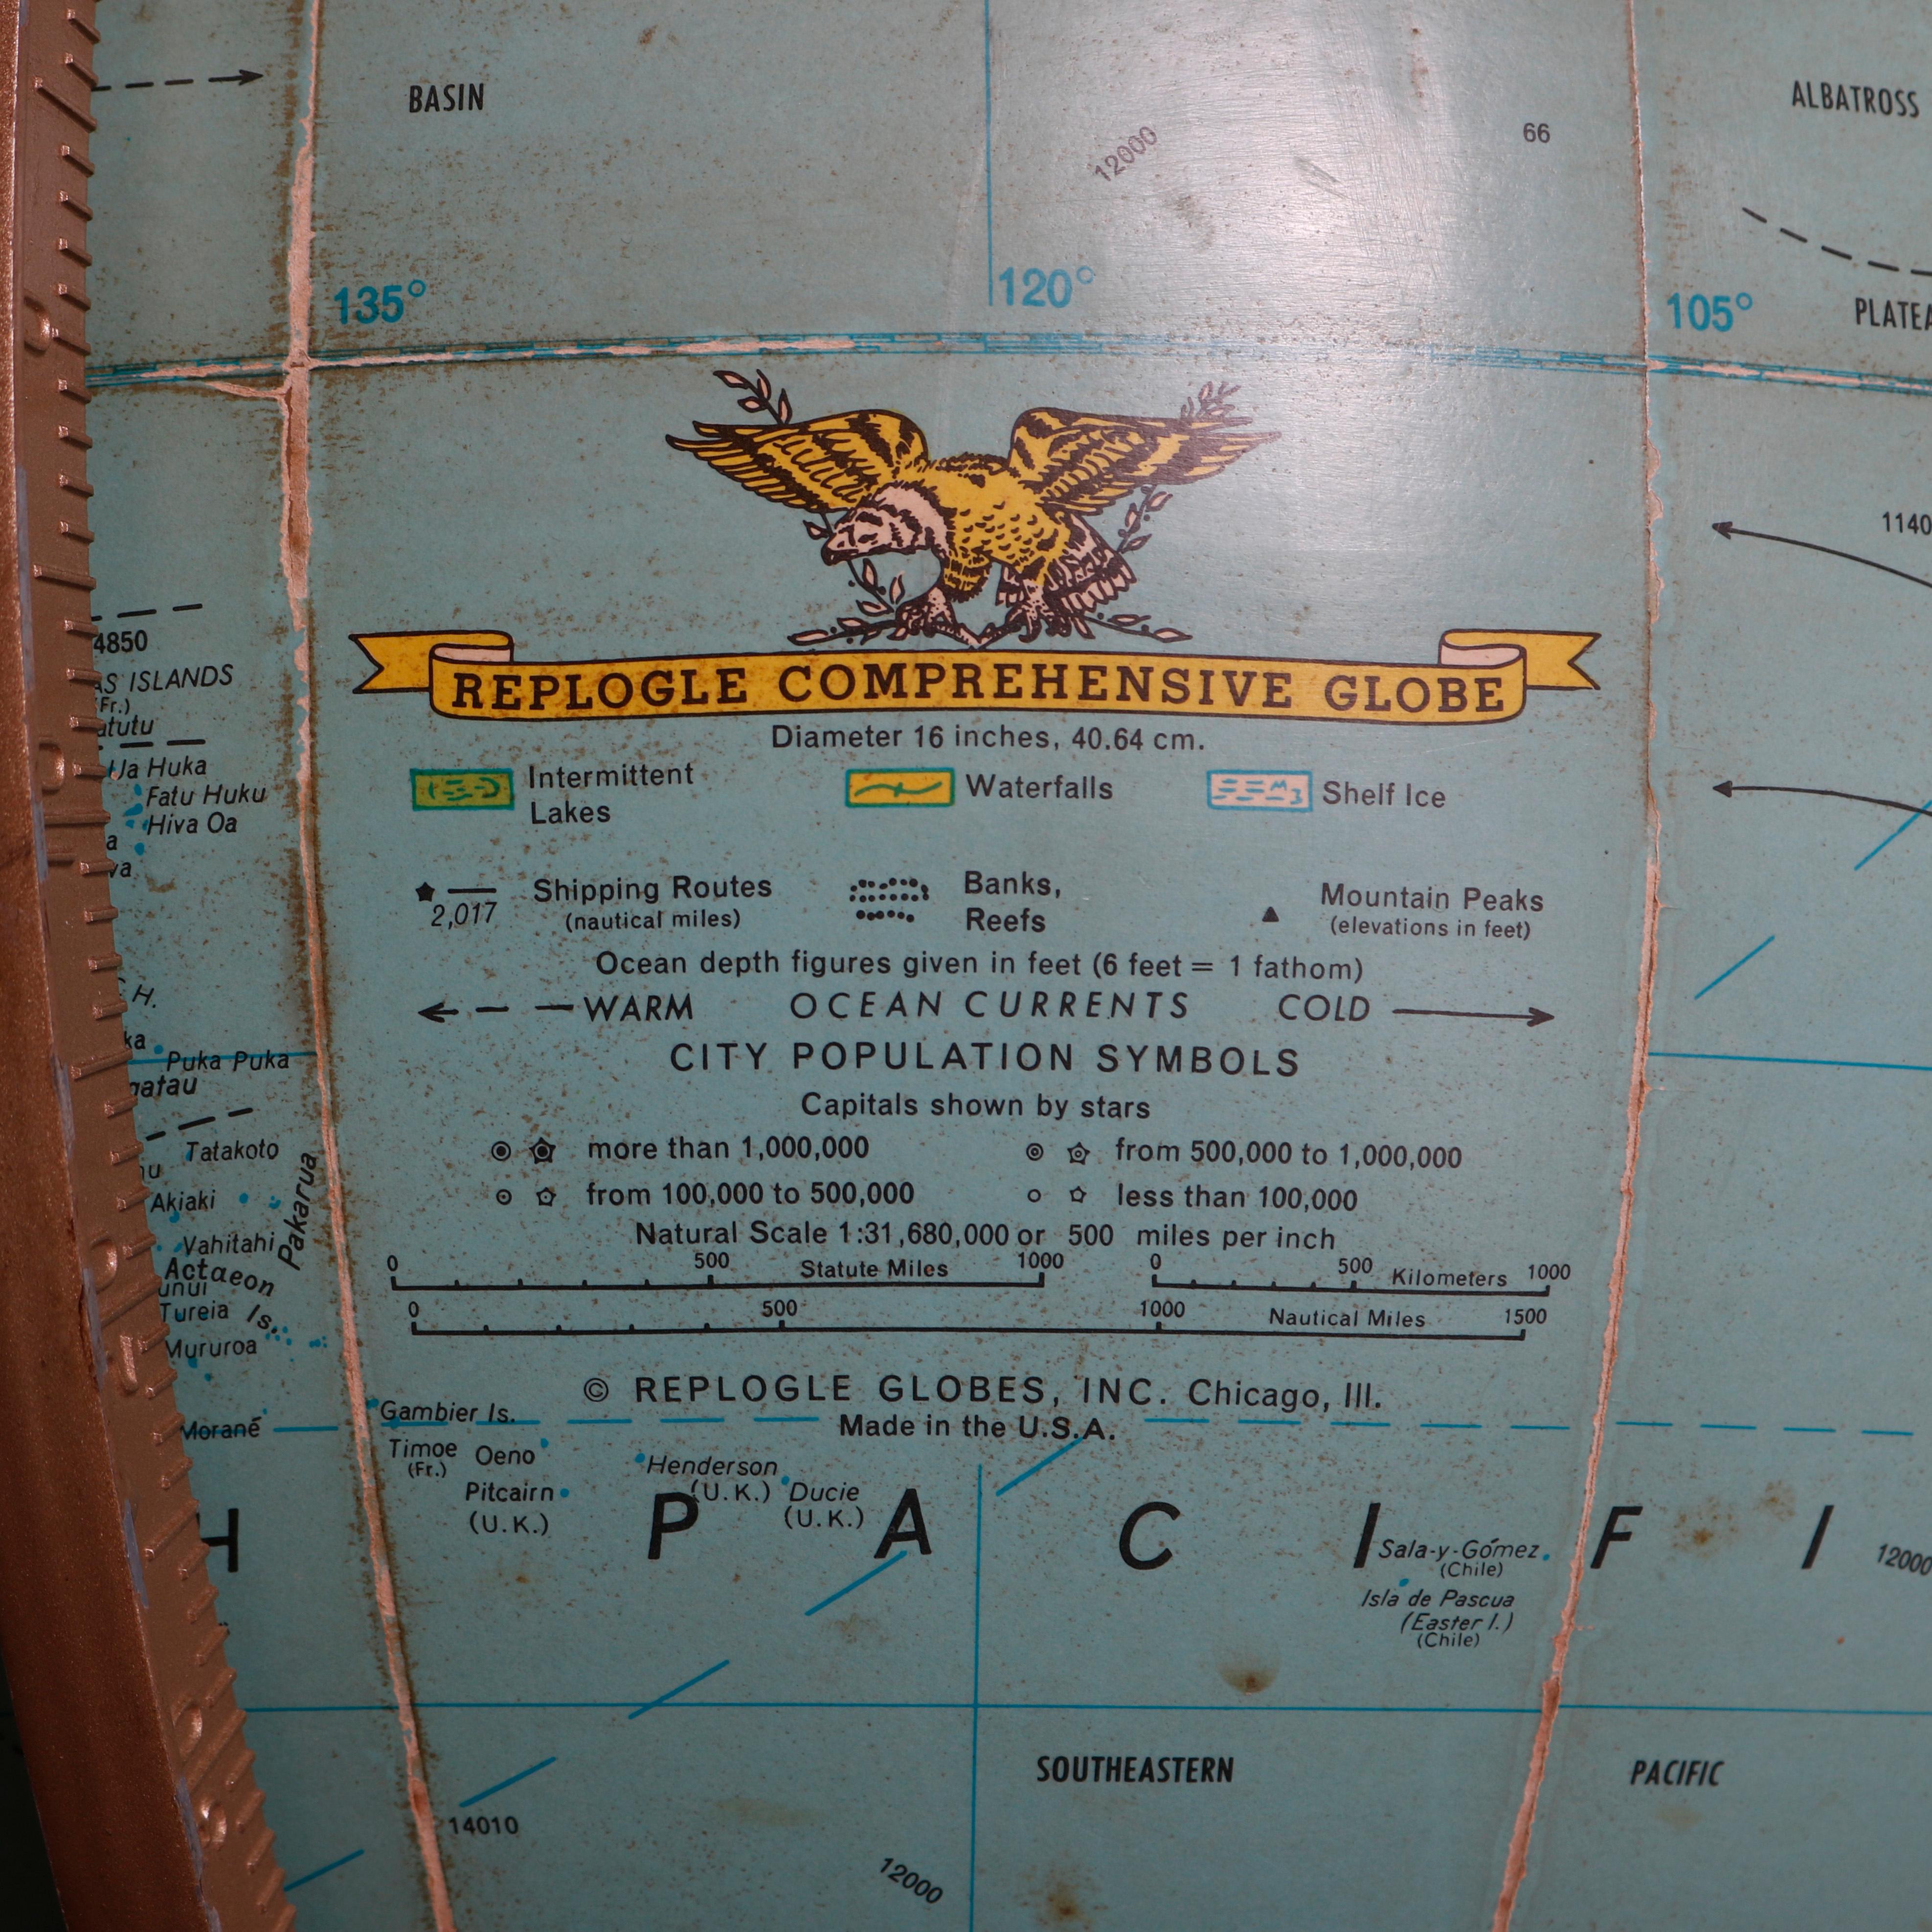 BASIN
ALBATROSS
66
12000
135°
120°
105°
4850
ISLANDS
(Fr.)
REPLOGLE COMPREHENSIVE GLOBE
Diameter 16 inches, 40.64 cm.
Huka
Fatu Huku
Hiva Oa
Intermittent
Lakes
Waterfalls
Shelf Ice
2,017
Shipping Routes
(nautical miles)
Banks,
Reefs
Mountain Peaks
(elevations in feet)
Ocean depth figures given in feet (6 feet = 1 fathom)
WARM OCEAN CURRENTS COLD
CITY POPULATION SYMBOLS
Capitals shown by stars
more than 1,000,000
from 500,000 to 1,000,000
from 100,000 to 500,000
less than 100,000
Natural Scale 1:31,680,000 or 500 miles per inch
0 500 Statute Miles 1000
0 500 Kilometers 1000
0 500 1000 Nautical Miles 1500
Puka Puka
Tatakoto
Pakarua
Akiaki
Vahitahi
Actaeon
Is.
Tureia
Mururoa
Morané
© REPLOGLE GLOBES, INC. Chicago, Ill.
Made in the U.S.A.
Gambier Is.
Timoe
(Fr.)
Oeno
Pitcairn
(U.K.)
Henderson
(U.K.)
Ducie
(U.K.)
H P A C I F I
Sala-y-Gómez
(Chile)
Isla de Pascua
(Easter I.)
(Chile)
12000
SOUTHEASTERN PACIFIC
14010
12000